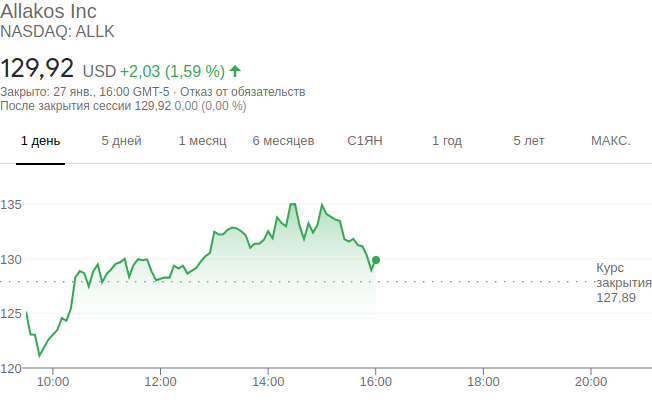 Allakos Inc
NASDAQ: ALLK
129,92 USD +2,03 (1,59 %)
Закрыто: 27 янв., 16:00 GMT-5 · Отказ от обязательств
После закрытия сессии 129,92 0,00 (0,00 %)
1 день 5 дней 1 месяц 6 месяцев С1ЯН 1 год 5 лет МАКС.
135
130
Курс
закрытия
127,89
125
120
10:00 12:00 14:00 16:00 18:00 20:00